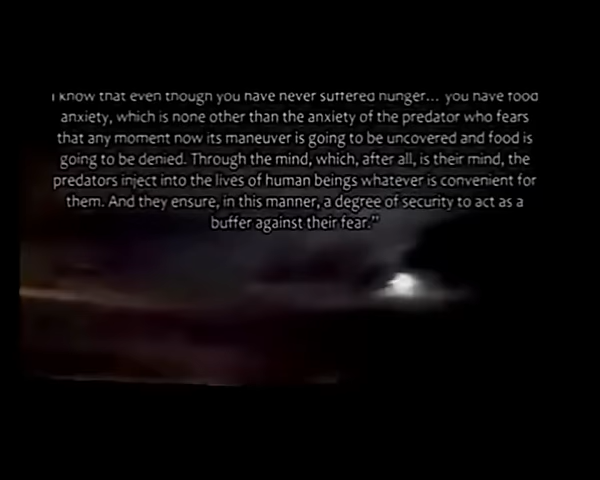 I know that even though you have never suffered hunger... you have food
anxiety, which is none other than the anxiety of the predator who fears
that any moment now its maneuver is going to be uncovered and food is
going to be denied. Through the mind, which, after all, is their mind, the
predators inject into the lives of human beings whatever is convenient for
them. And they ensure, in this manner, a degree of security to act as a
buffer against their fear."